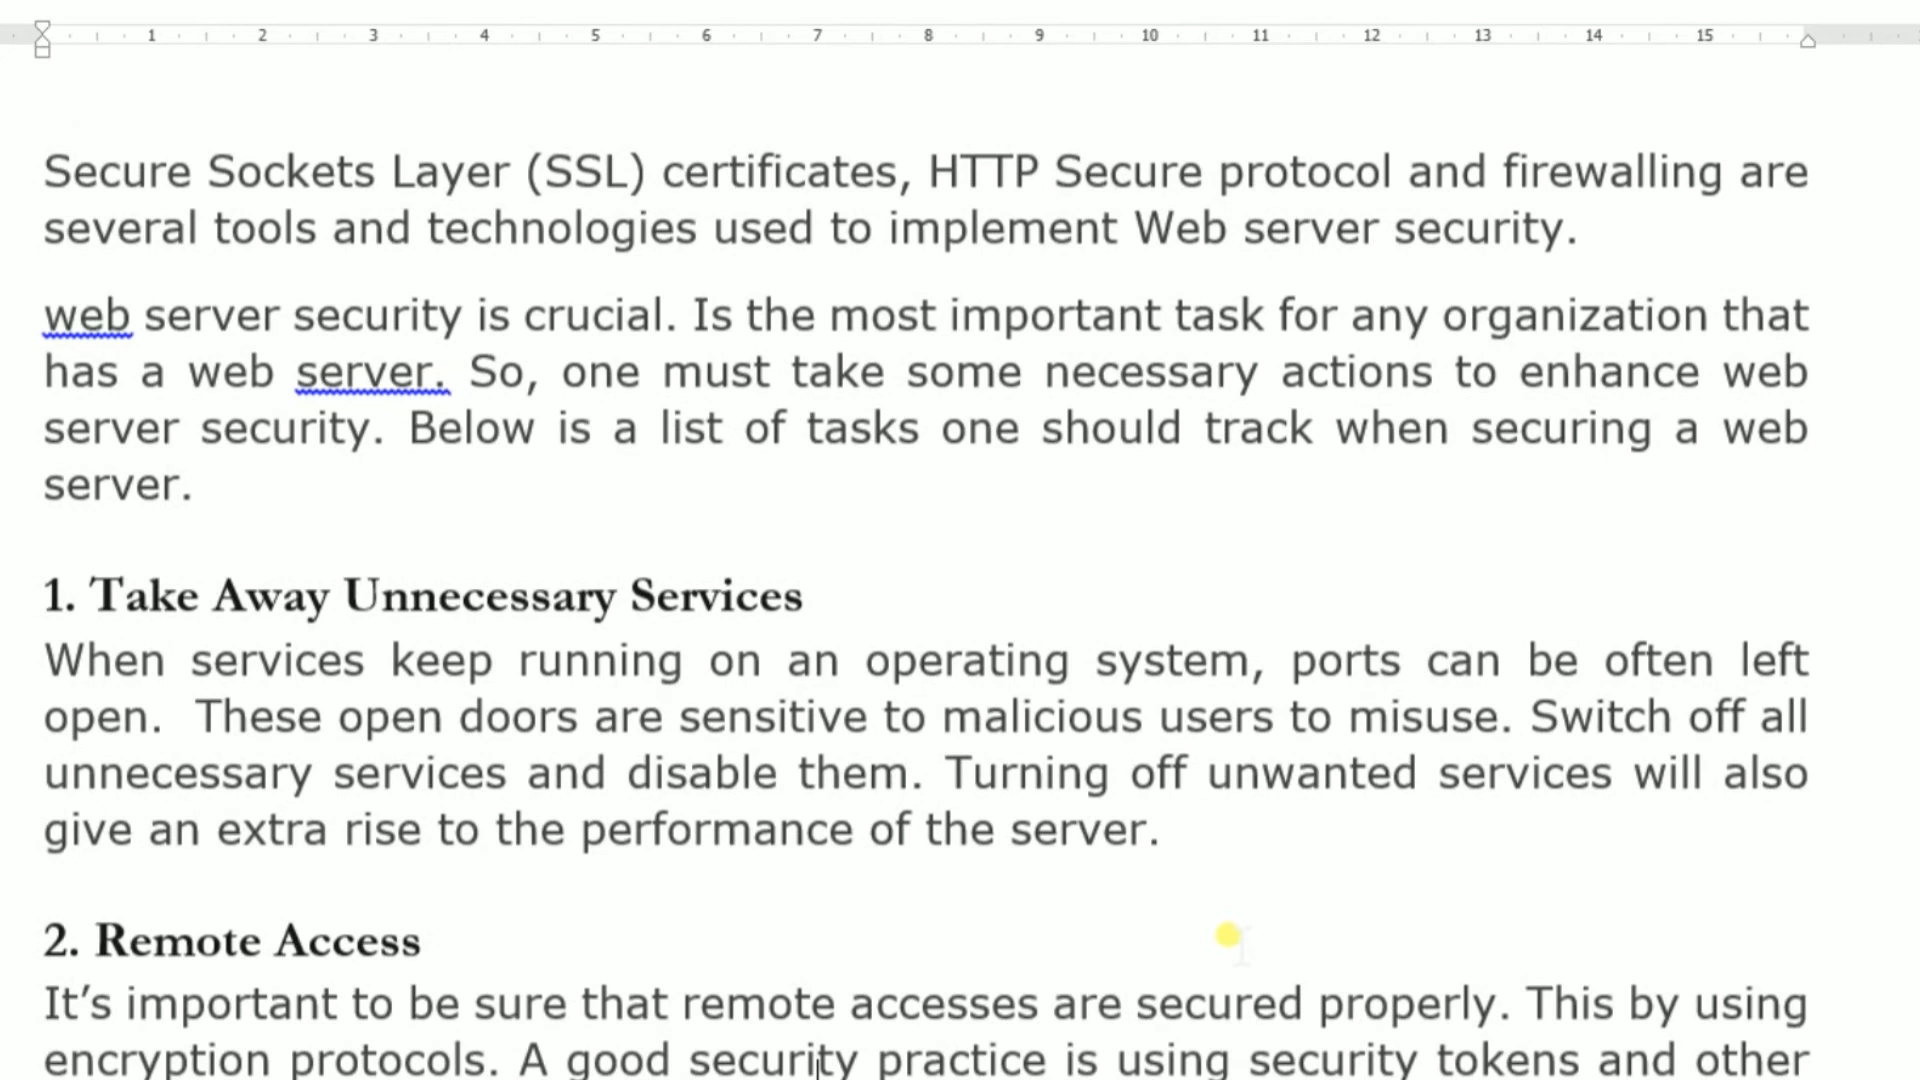 1 2 3 4 5 6 7 8 9 10 11 12 13 14 15
Secure Sockets Layer (SSL) certificates, HTTP Secure protocol and firewalling are
several tools and technologies used to implement Web server security.
web server security is crucial. Is the most important task for any organization that
has a web server. So, one must take some necessary actions to enhance web
server security. Below is a list of tasks one should track when securing a web
server.
1. Take Away Unnecessary Services
When services keep running on an operating system, ports can be often left
open. These open doors are sensitive to malicious users to misuse. Switch off all
unnecessary services and disable them. Turning off unwanted services will also
give an extra rise to the performance of the server.
2. Remote Access
It’s important to be sure that remote accesses are secured properly. This by using
encryption protocols. A good security practice is using security tokens and other